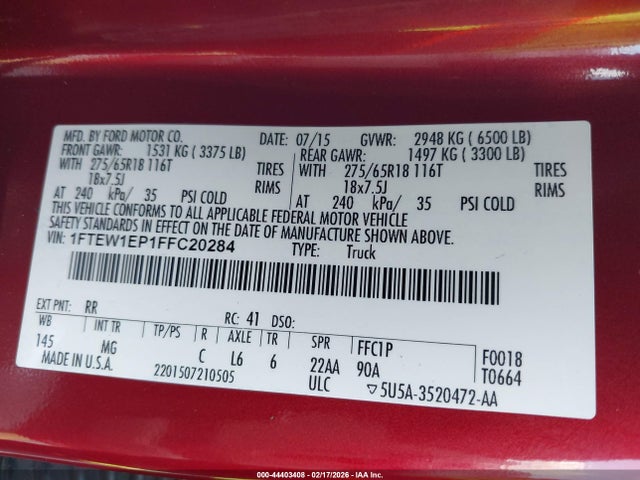 MFD. BY FORD MOTOR CO. DATE: 07/15 GVWR: 2948 KG ( 6500 LB)
FRONT GAWR: 1531 KG ( 3375 LB) REAR GAWR: 1497 KG ( 3300 LB)
WITH 275/65R18 116T TIRES WITH 275/65R18 116T TIRES
18x7.5J RIMS 18x7.5J RIMS
AT 240 kPa/ 35 PSI COLD AT 240 kPa/ 35 PSI COLD
THIS VEHICLE CONFORMS TO ALL APPLICABLE FEDERAL MOTOR VEHICLE
SAFETY STANDARDS IN EFFECT ON THE DATE OF MANUFACTURE SHOWN ABOVE.
VIN: 1FTEW1EP1FFC20284 TYPE: Truck
EXT PNT: RR RC: 41 DSO:
WB INT TR TP/PS R AXLE TR SPR FFC1P F0018
145 MG C L6 6 22AA 90A T0664
MADE IN U.S.A. 2201507210505 ULC ▽5U5A-3520472-AA
000-44403408 - 02/17/2026 - IAA, Inc.